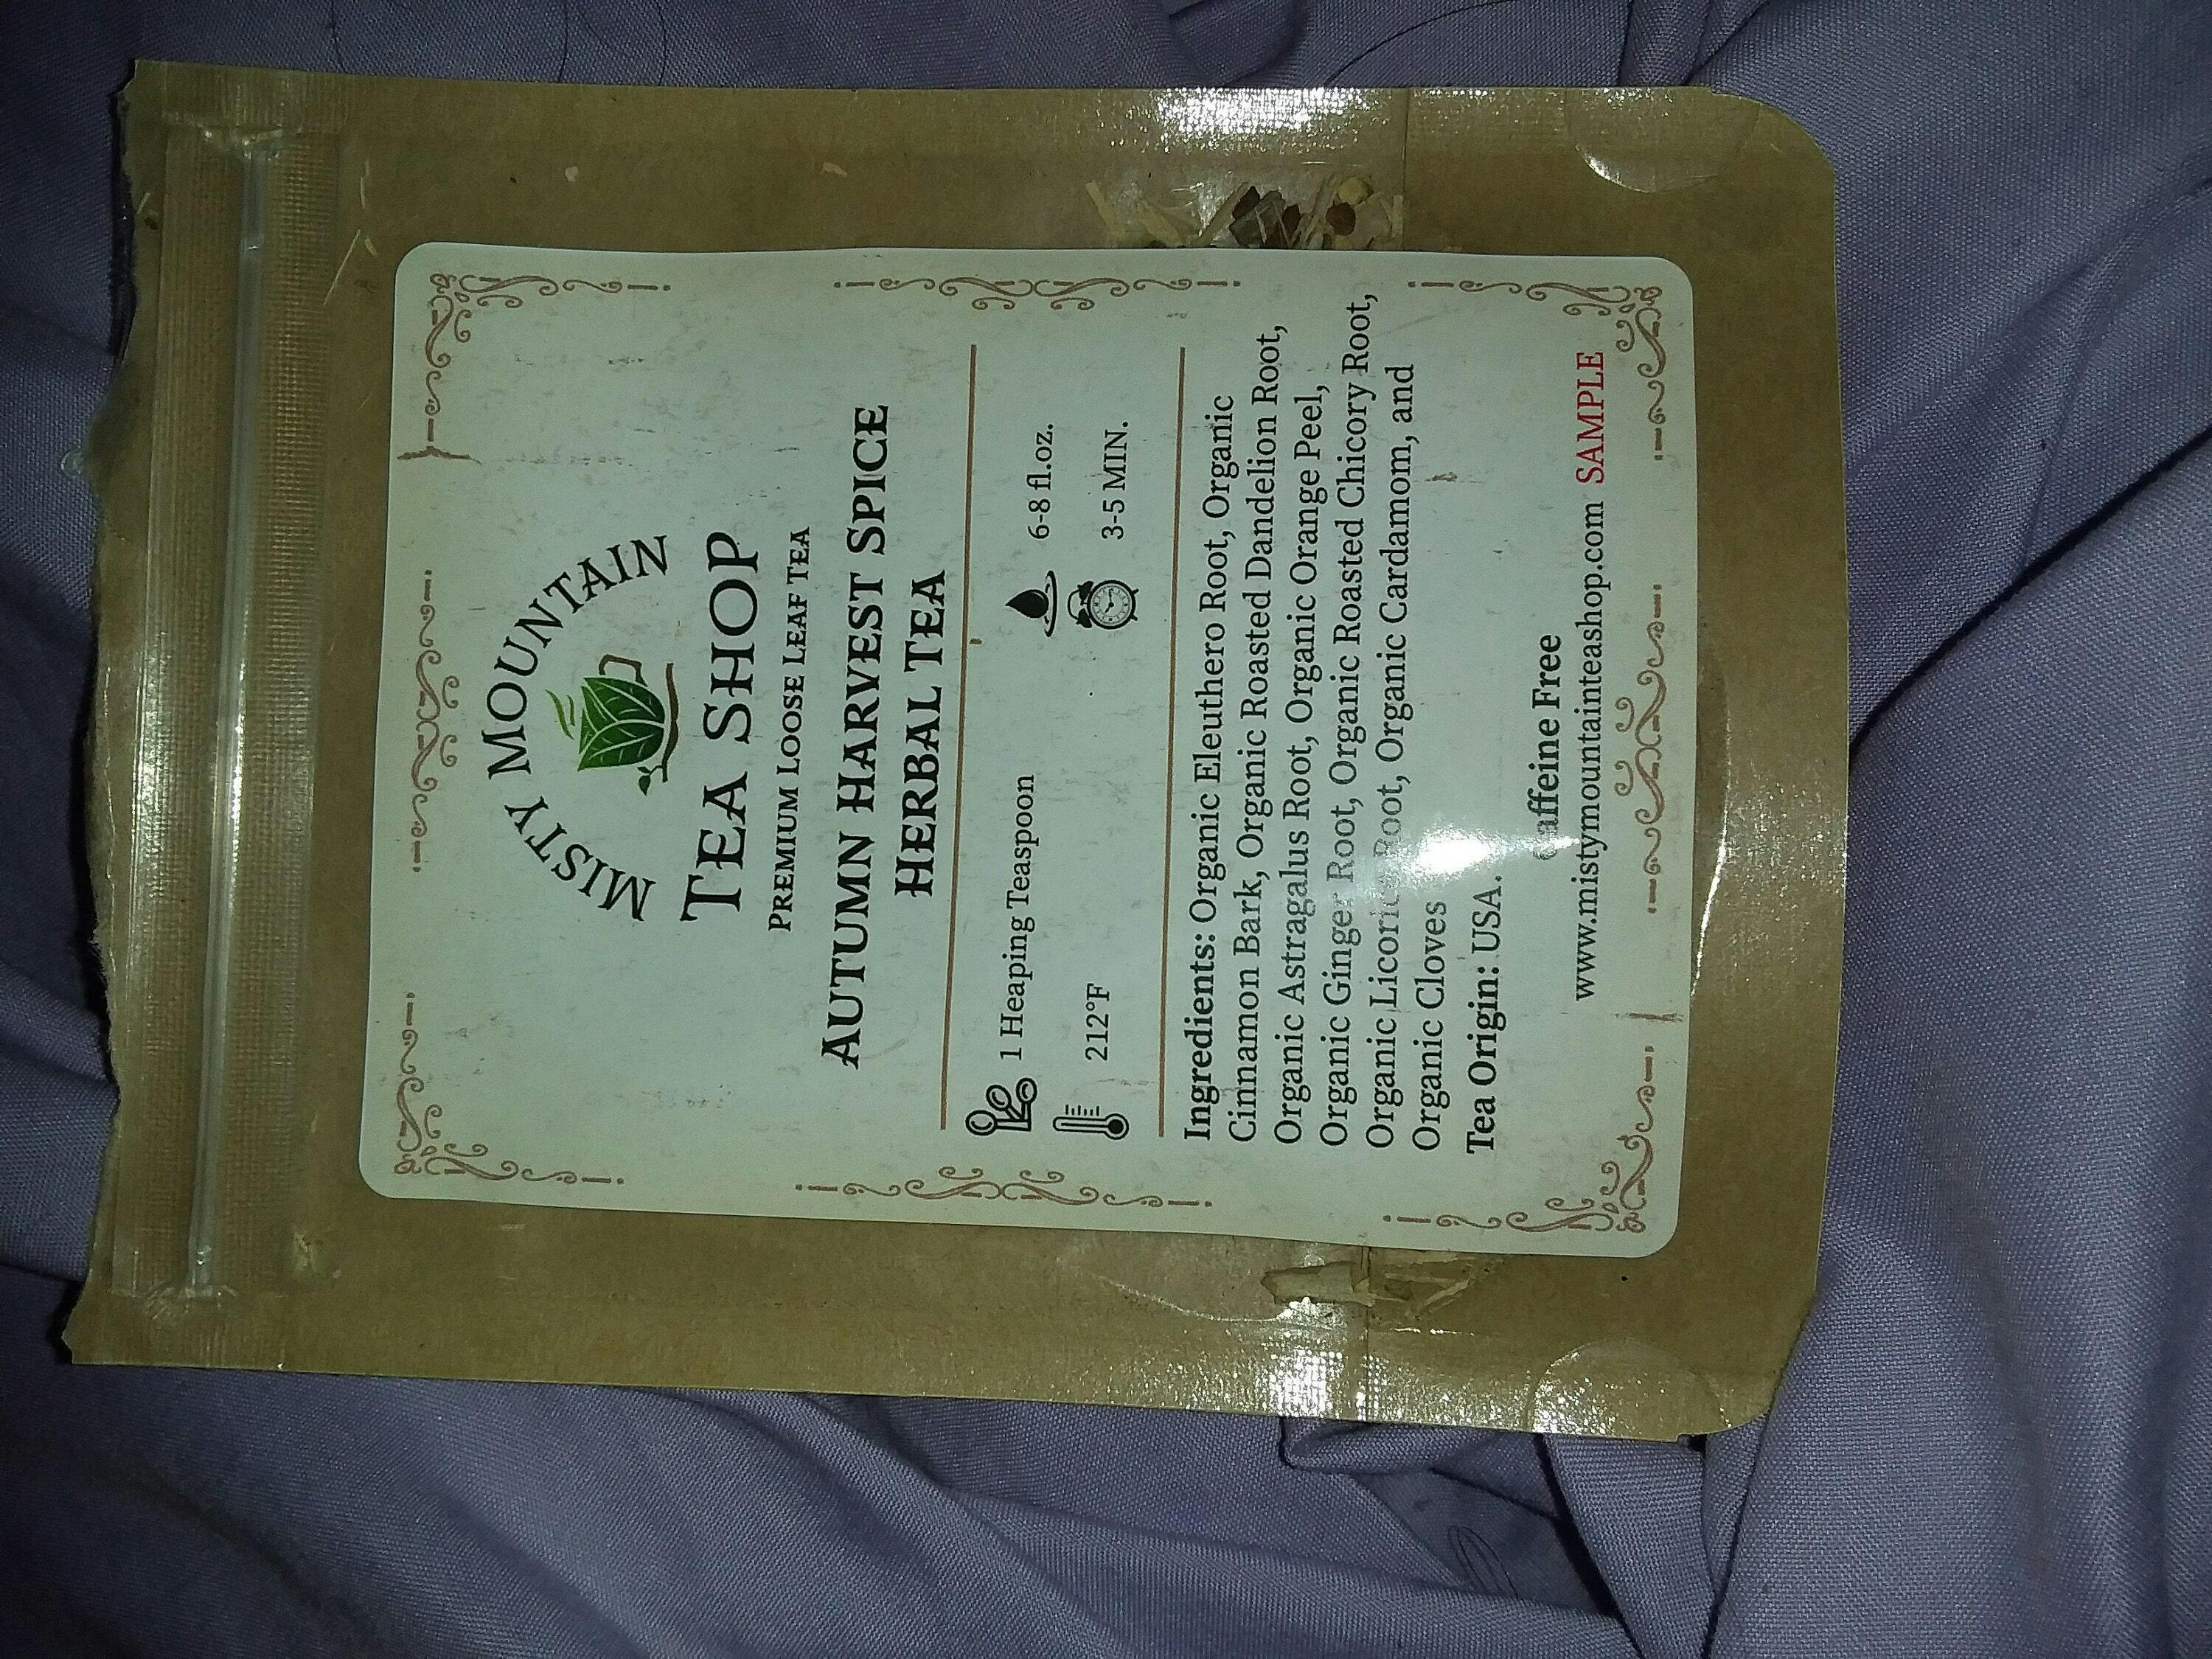 MISTY MOUNTAIN
TEA SHOP
PREMIUM LOOSE LEAF TEA
AUTUMN HARVEST SPICE
HERBAL TEA
1 Heaping Teaspoon 6-8 fl.oz.
212°F 3-5 MIN.
Ingredients: Organic Eleuthero Root, Organic
Cinnamon Bark, Organic Roasted Dandelion Root,
Organic Astragalus Root, Organic Orange Peel,
Organic Ginger Root, Organic Roasted Chicory Root,
Organic Licorice Root, Organic Cardamom, and
Organic Cloves
Tea Origin: USA.
Caffeine Free
www.mistymountainteashop.com SAMPLE